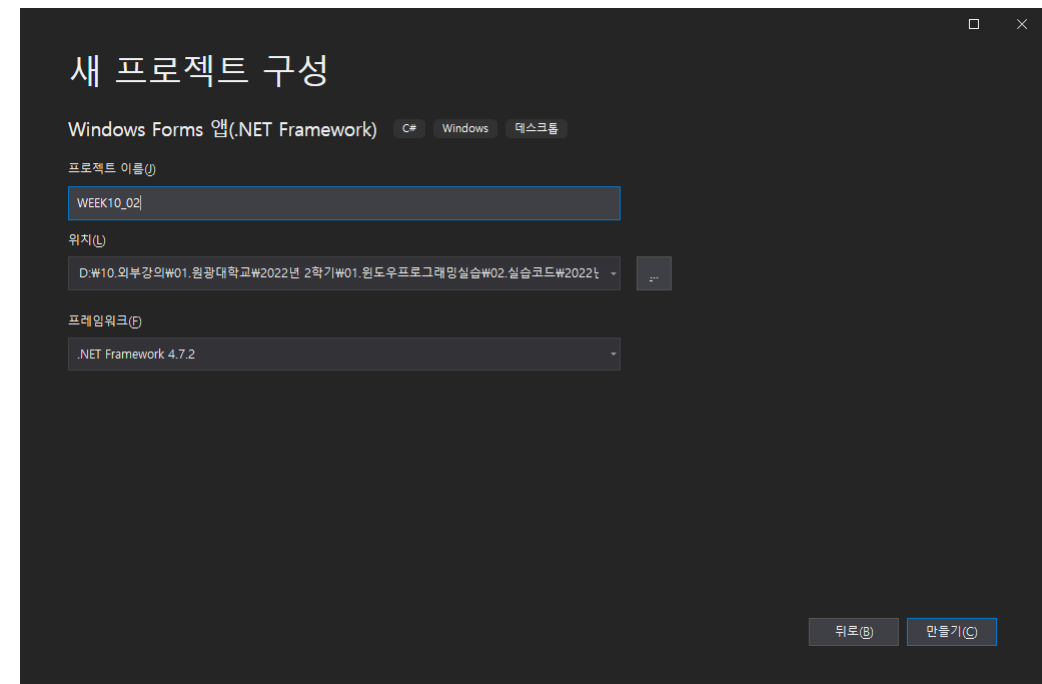 새 프로젝트 구성
Windows Forms 앱(.NET Framework) C# Windows 데스크톱
프로젝트 이름(J)
WEEK10_02
위치(L)
D:₩10.외부강의₩01.원광대학교₩2022년 2학기₩01.윈도우프로그래밍실습₩02.실습코드₩2022
...
프레임워크(F)
.NET Framework 4.7.2
뒤로(B) 만들기(C)